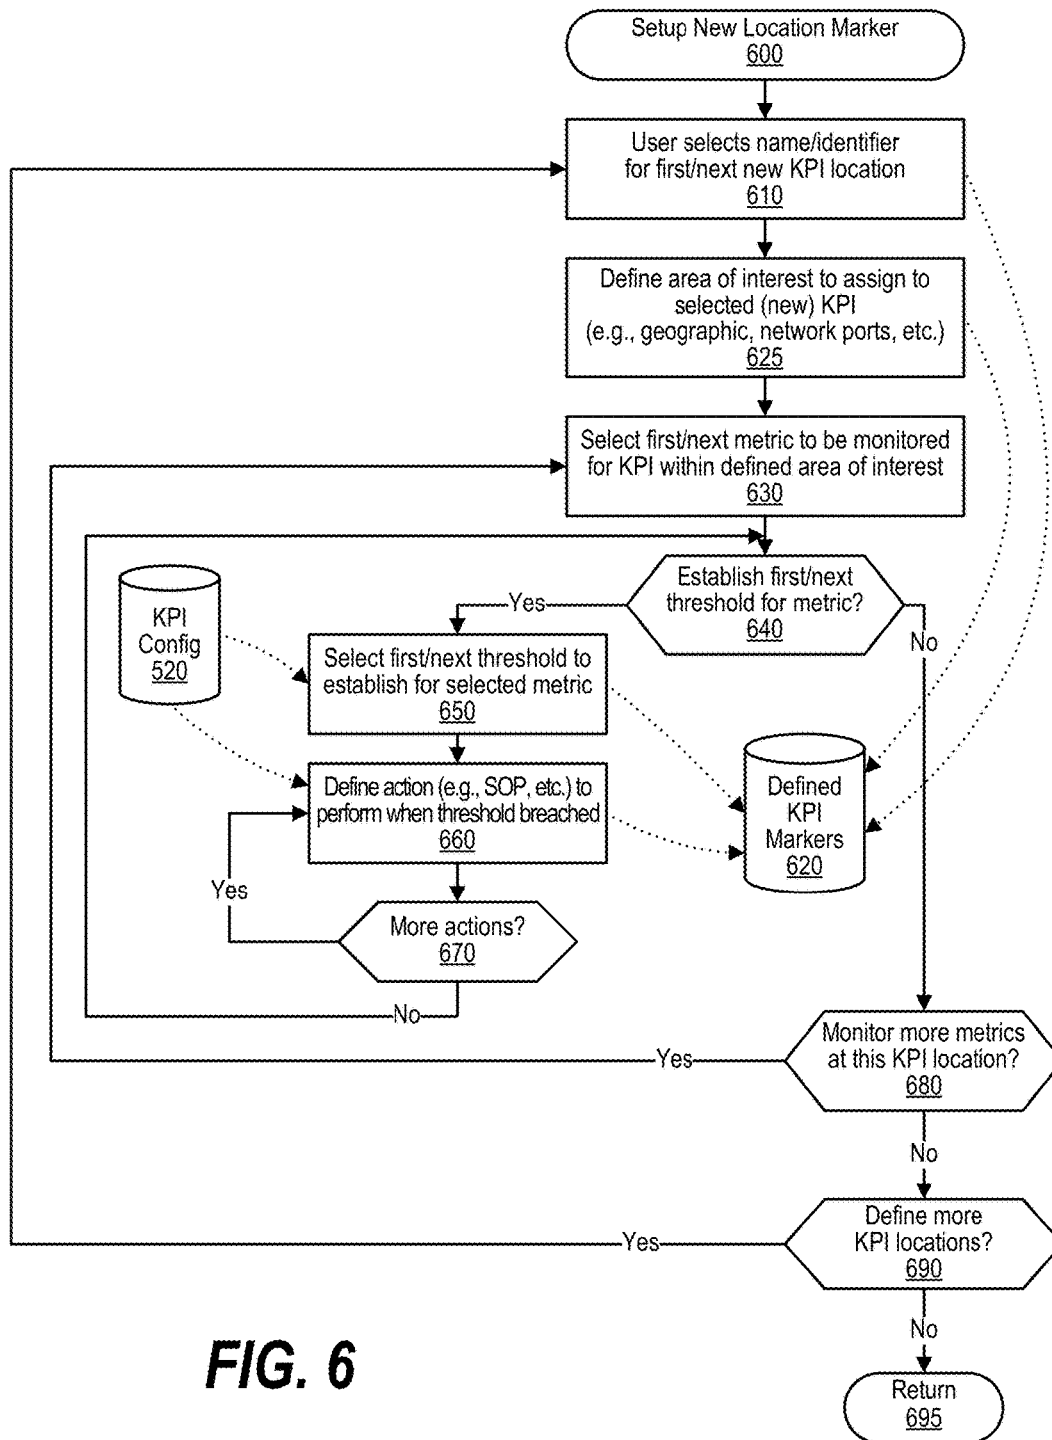 Setup New Location Marker
600
User selects name/identifier
for first/next new KPI location
610
Define area of interest to assign to
selected (new) KPI
(e.g., geographic, network ports, etc.)
625
Select first/next metric to be monitored
for KPI within defined area of interest
630
Establish first/next
threshold for metric?
640
Yes
No
KPI
Config
520
Select first/next threshold to
establish for selected metric
650
Define action (e.g., SOP, etc.) to
perform when threshold breached
660
Defined
KPI
Markers
620
Yes
More actions?
670
No
Monitor more metrics
at this KPI location?
680
Yes
No
Define more
KPI locations?
690
Yes
No
Return
695
FIG. 6